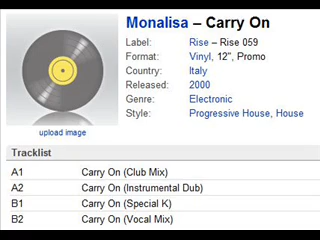 Monalisa – Carry On
Label: Rise – Rise 059
Format: Vinyl, 12", Promo
Country: Italy
Released: 2000
Genre: Electronic
Style: Progressive House, House
upload image
Tracklist
A1 Carry On (Club Mix)
A2 Carry On (Instrumental Dub)
B1 Carry On (Special K)
B2 Carry On (Vocal Mix)